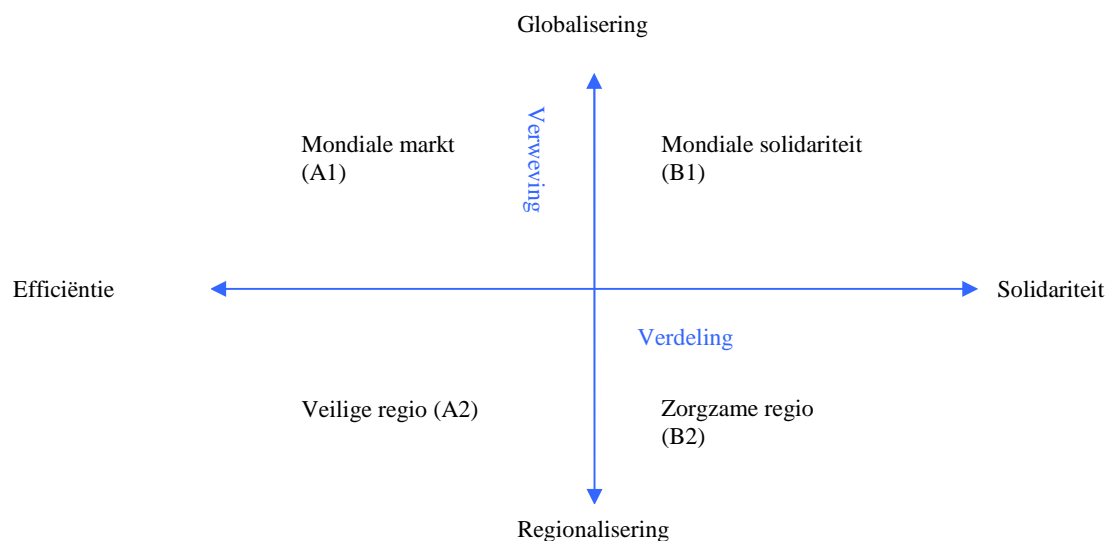 Globalisering
Verweving
Mondiale markt
(A1)
Mondiale solidariteit
(B1)
Efficiëntie
Solidariteit
Verdeling
Veilige regio (A2)
Zorgzame regio
(B2)
Regionalisering